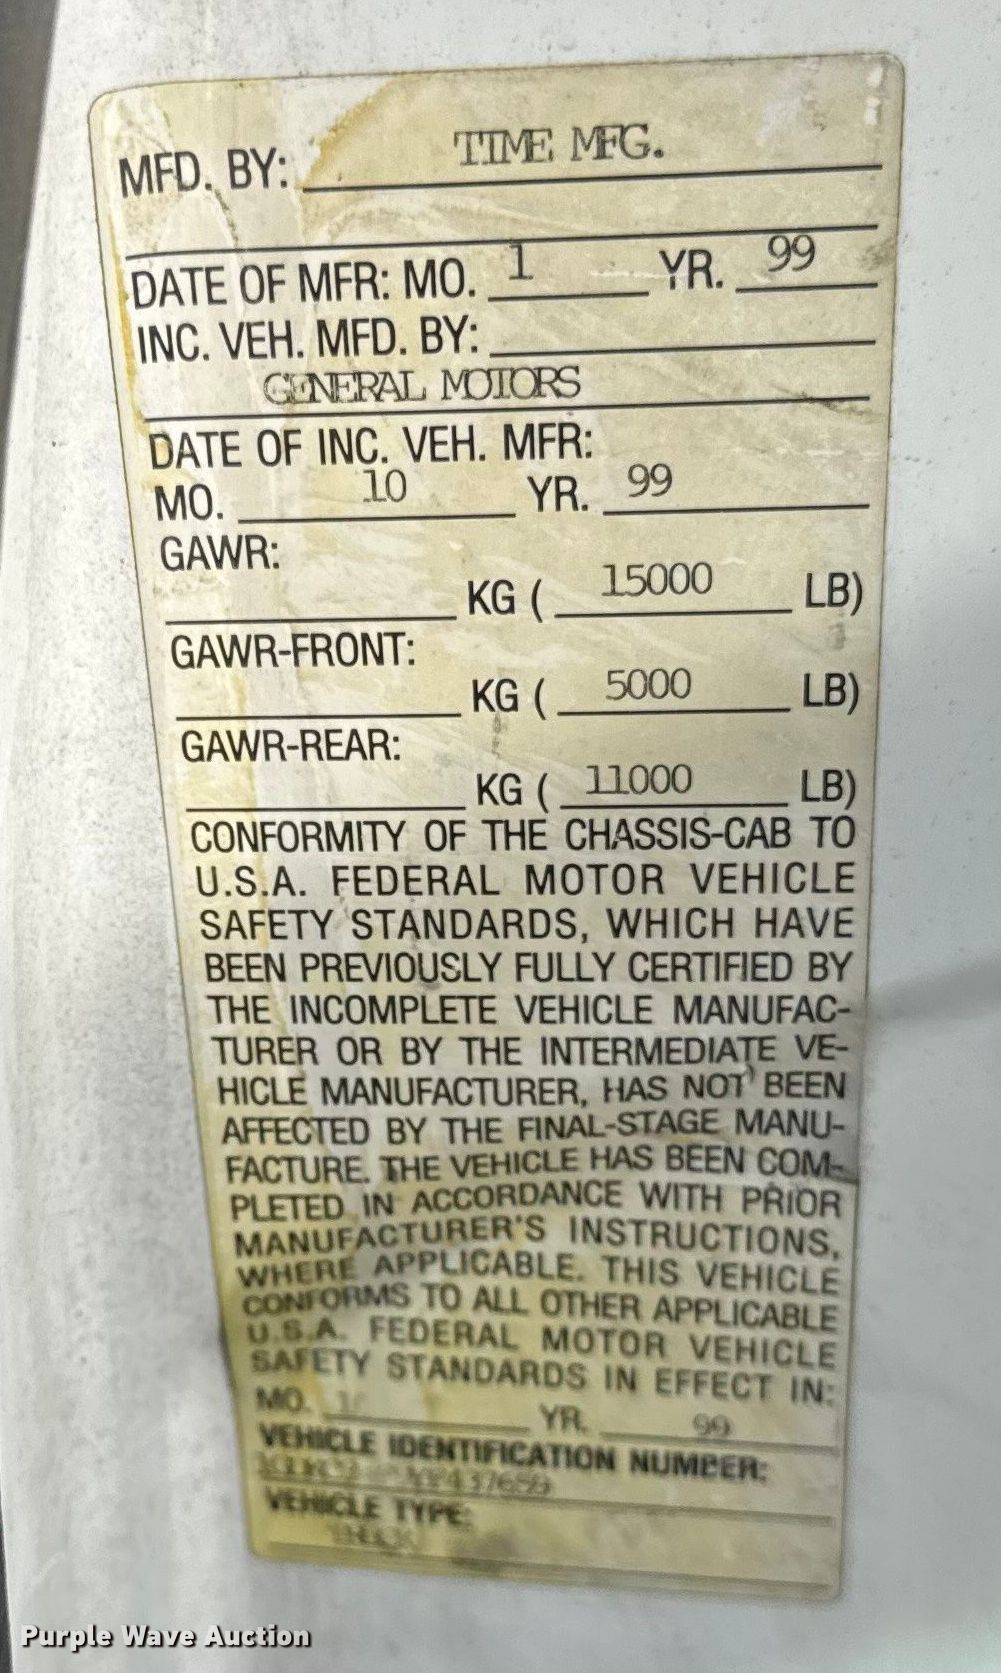 TIME MFG.
MFD. BY:
DATE OF MFR: MO. 1 YR. 99
INC. VEH. MFD. BY:
GENERAL MOTORS
DATE OF INC. VEH. MFR:
MO. 10 YR. 99
GAWR:
KG ( 15000 LB)
GAWR-FRONT:
KG ( 5000 LB)
GAWR-REAR:
KG ( 11000 LB)
CONFORMITY OF THE CHASSIS-CAB TO
U.S.A. FEDERAL MOTOR VEHICLE
SAFETY STANDARDS, WHICH HAVE
BEEN PREVIOUSLY FULLY CERTIFIED BY
THE INCOMPLETE VEHICLE MANUFAC-
TURER OR BY THE INTERMEDIATE VE-
HICLE MANUFACTURER, HAS NOT BEEN
AFFECTED BY THE FINAL-STAGE MANU-
FACTURE. THE VEHICLE HAS BEEN COM-
PLETED IN ACCORDANCE WITH PRIOR
MANUFACTURER'S INSTRUCTIONS,
WHERE APPLICABLE. THIS VEHICLE
CONFORMS TO ALL OTHER APPLICABLE
U.S.A. FEDERAL MOTOR VEHICLE
SAFETY STANDARDS IN EFFECT IN:
MO. YR. 99
VEHICLE IDENTIFICATION NUMBER:
VEHICLE TYPE:
Purple Wave Auction